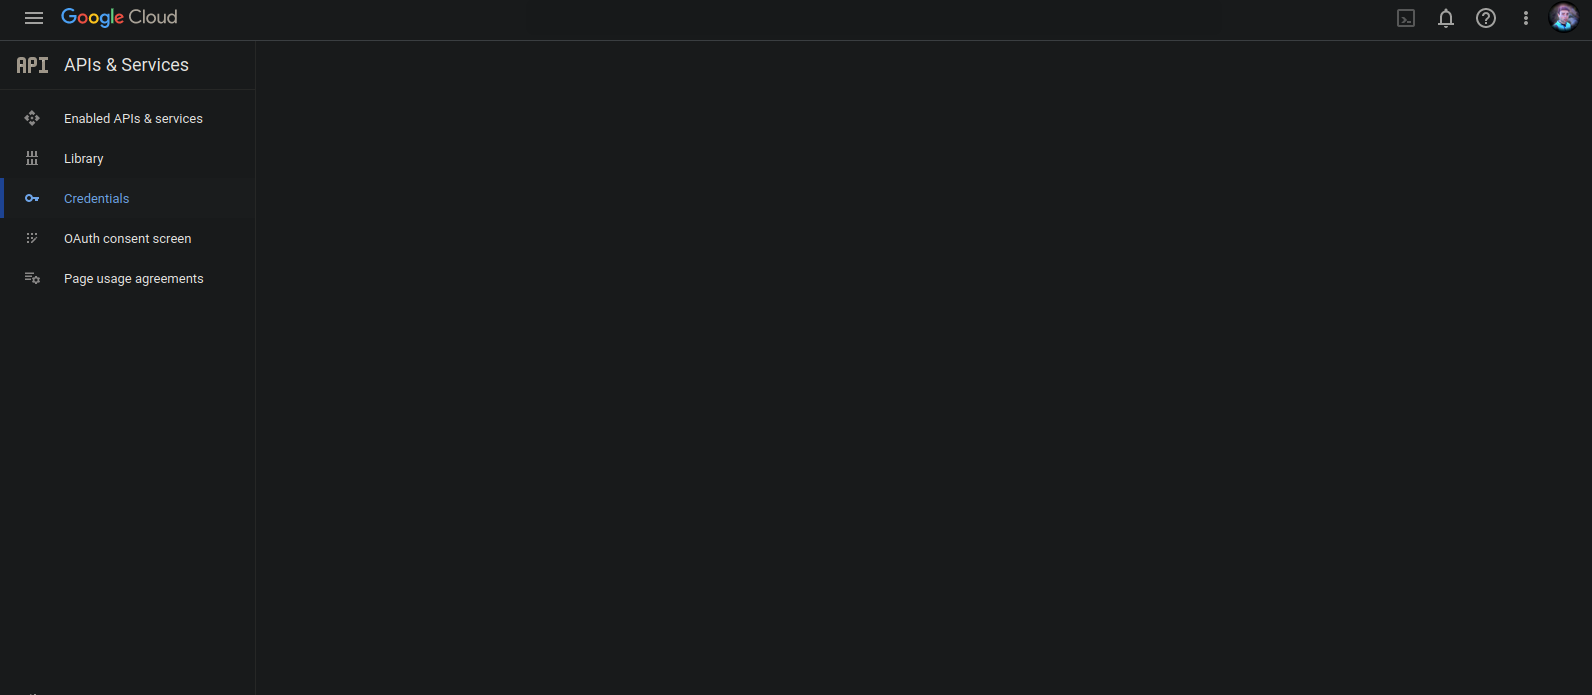 Google Cloud
API APIs & Services
Enabled APIs & services
Library
Credentials
OAuth consent screen
Page usage agreements